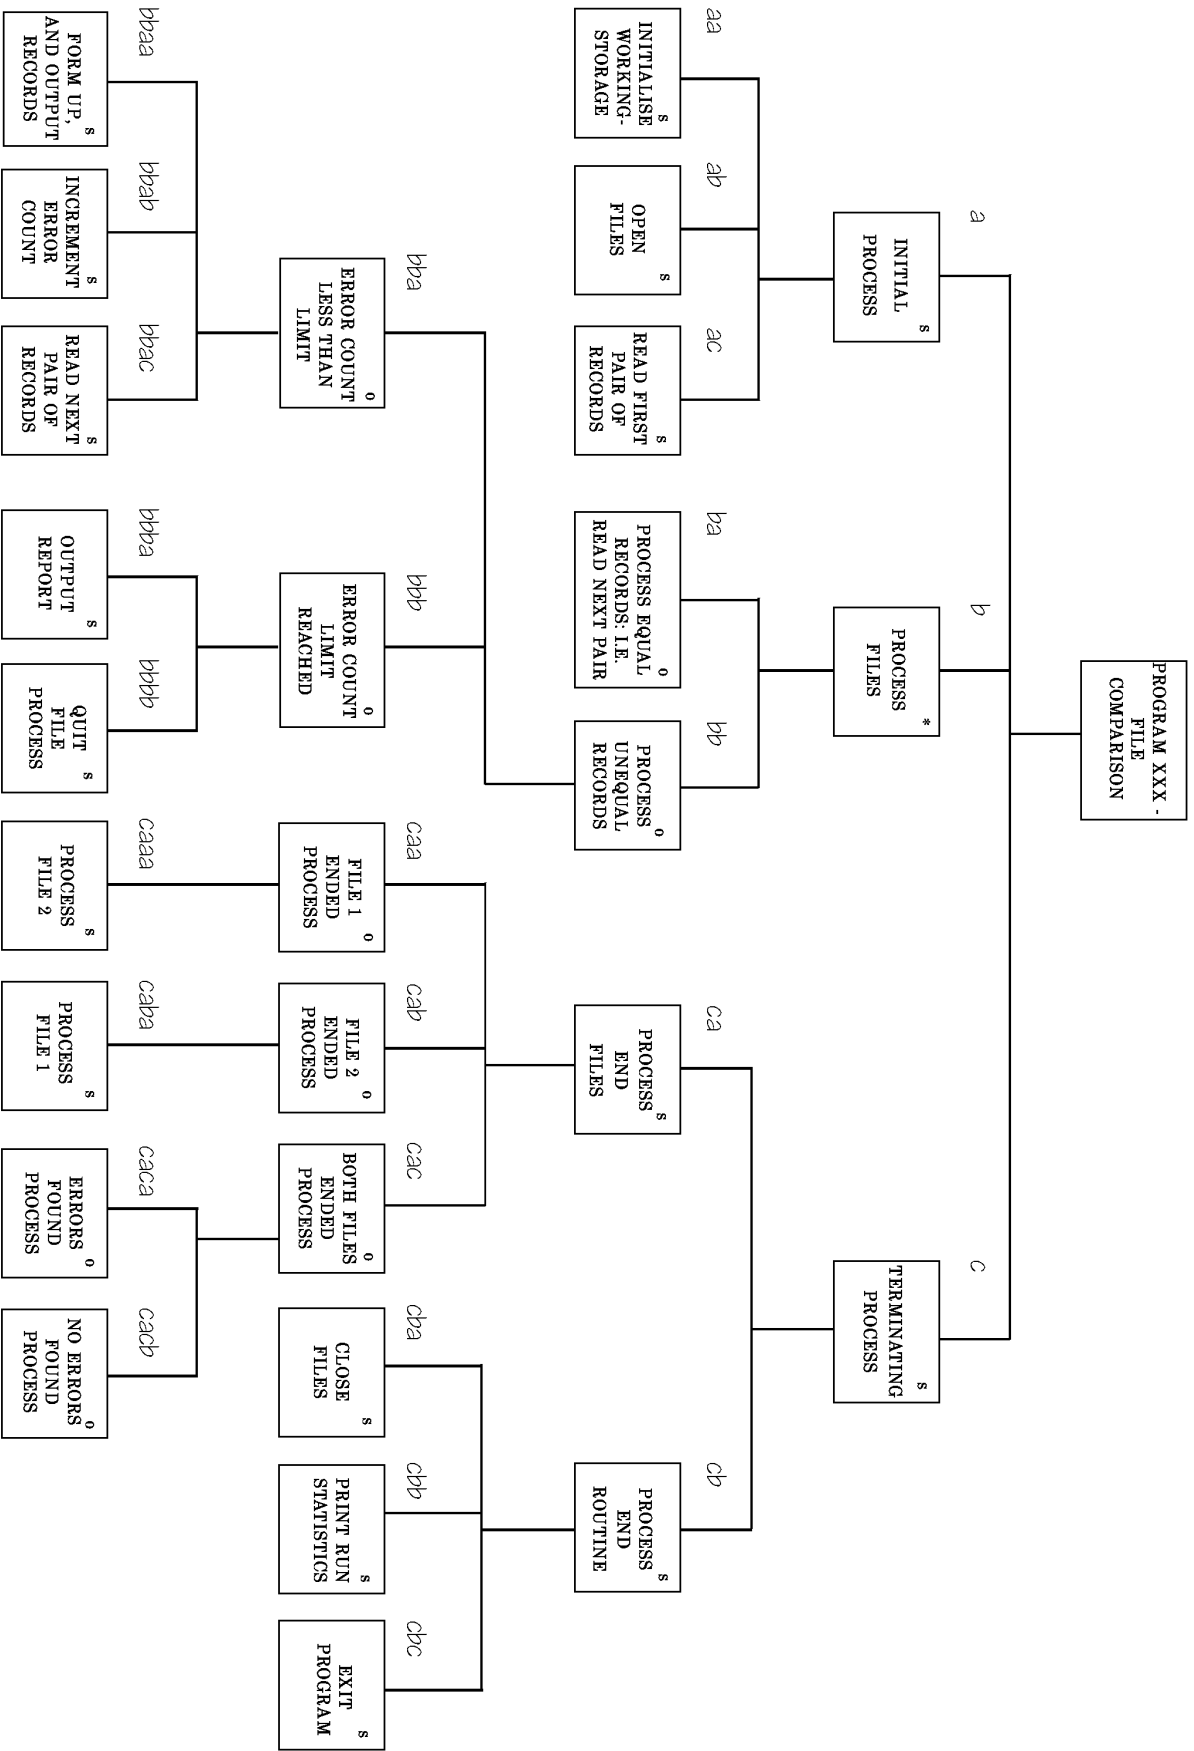 PROGRAM XXX -
FILE
COMPARISON
a
INITIAL
PROCESS
s
b
PROCESS
FILES
*
c
TERMINATING
PROCESS
s
aa
INITIALISE
WORKING-
STORAGE
s
ab
OPEN
FILES
s
ac
READ FIRST
PAIR OF
RECORDS
s
ba
PROCESS EQUAL
RECORDS: I.E.
READ NEXT PAIR
o
bb
PROCESS
UNEQUAL
RECORDS
o
ca
PROCESS
END
FILES
s
cb
PROCESS
END
ROUTINE
s
bba
ERROR COUNT
LESS THAN
LIMIT
o
bbb
ERROR COUNT
LIMIT
REACHED
o
caa
FILE 1
ENDED
PROCESS
o
cab
FILE 2
ENDED
PROCESS
o
cac
BOTH FILES
ENDED
PROCESS
o
cba
CLOSE
FILES
s
cbb
PRINT RUN
STATISTICS
s
cbc
EXIT
PROGRAM
s
bbaa
FORM UP,
AND OUTPUT
RECORDS
s
bbab
INCREMENT
ERROR
COUNT
s
bbac
READ NEXT
PAIR OF
RECORDS
s
bbba
OUTPUT
REPORT
s
bbbb
QUIT
FILE
PROCESS
s
caaa
PROCESS
FILE 2
s
caba
PROCESS
FILE 1
s
caca
ERRORS
FOUND
PROCESS
o
cacb
NO ERRORS
FOUND
PROCESS
o